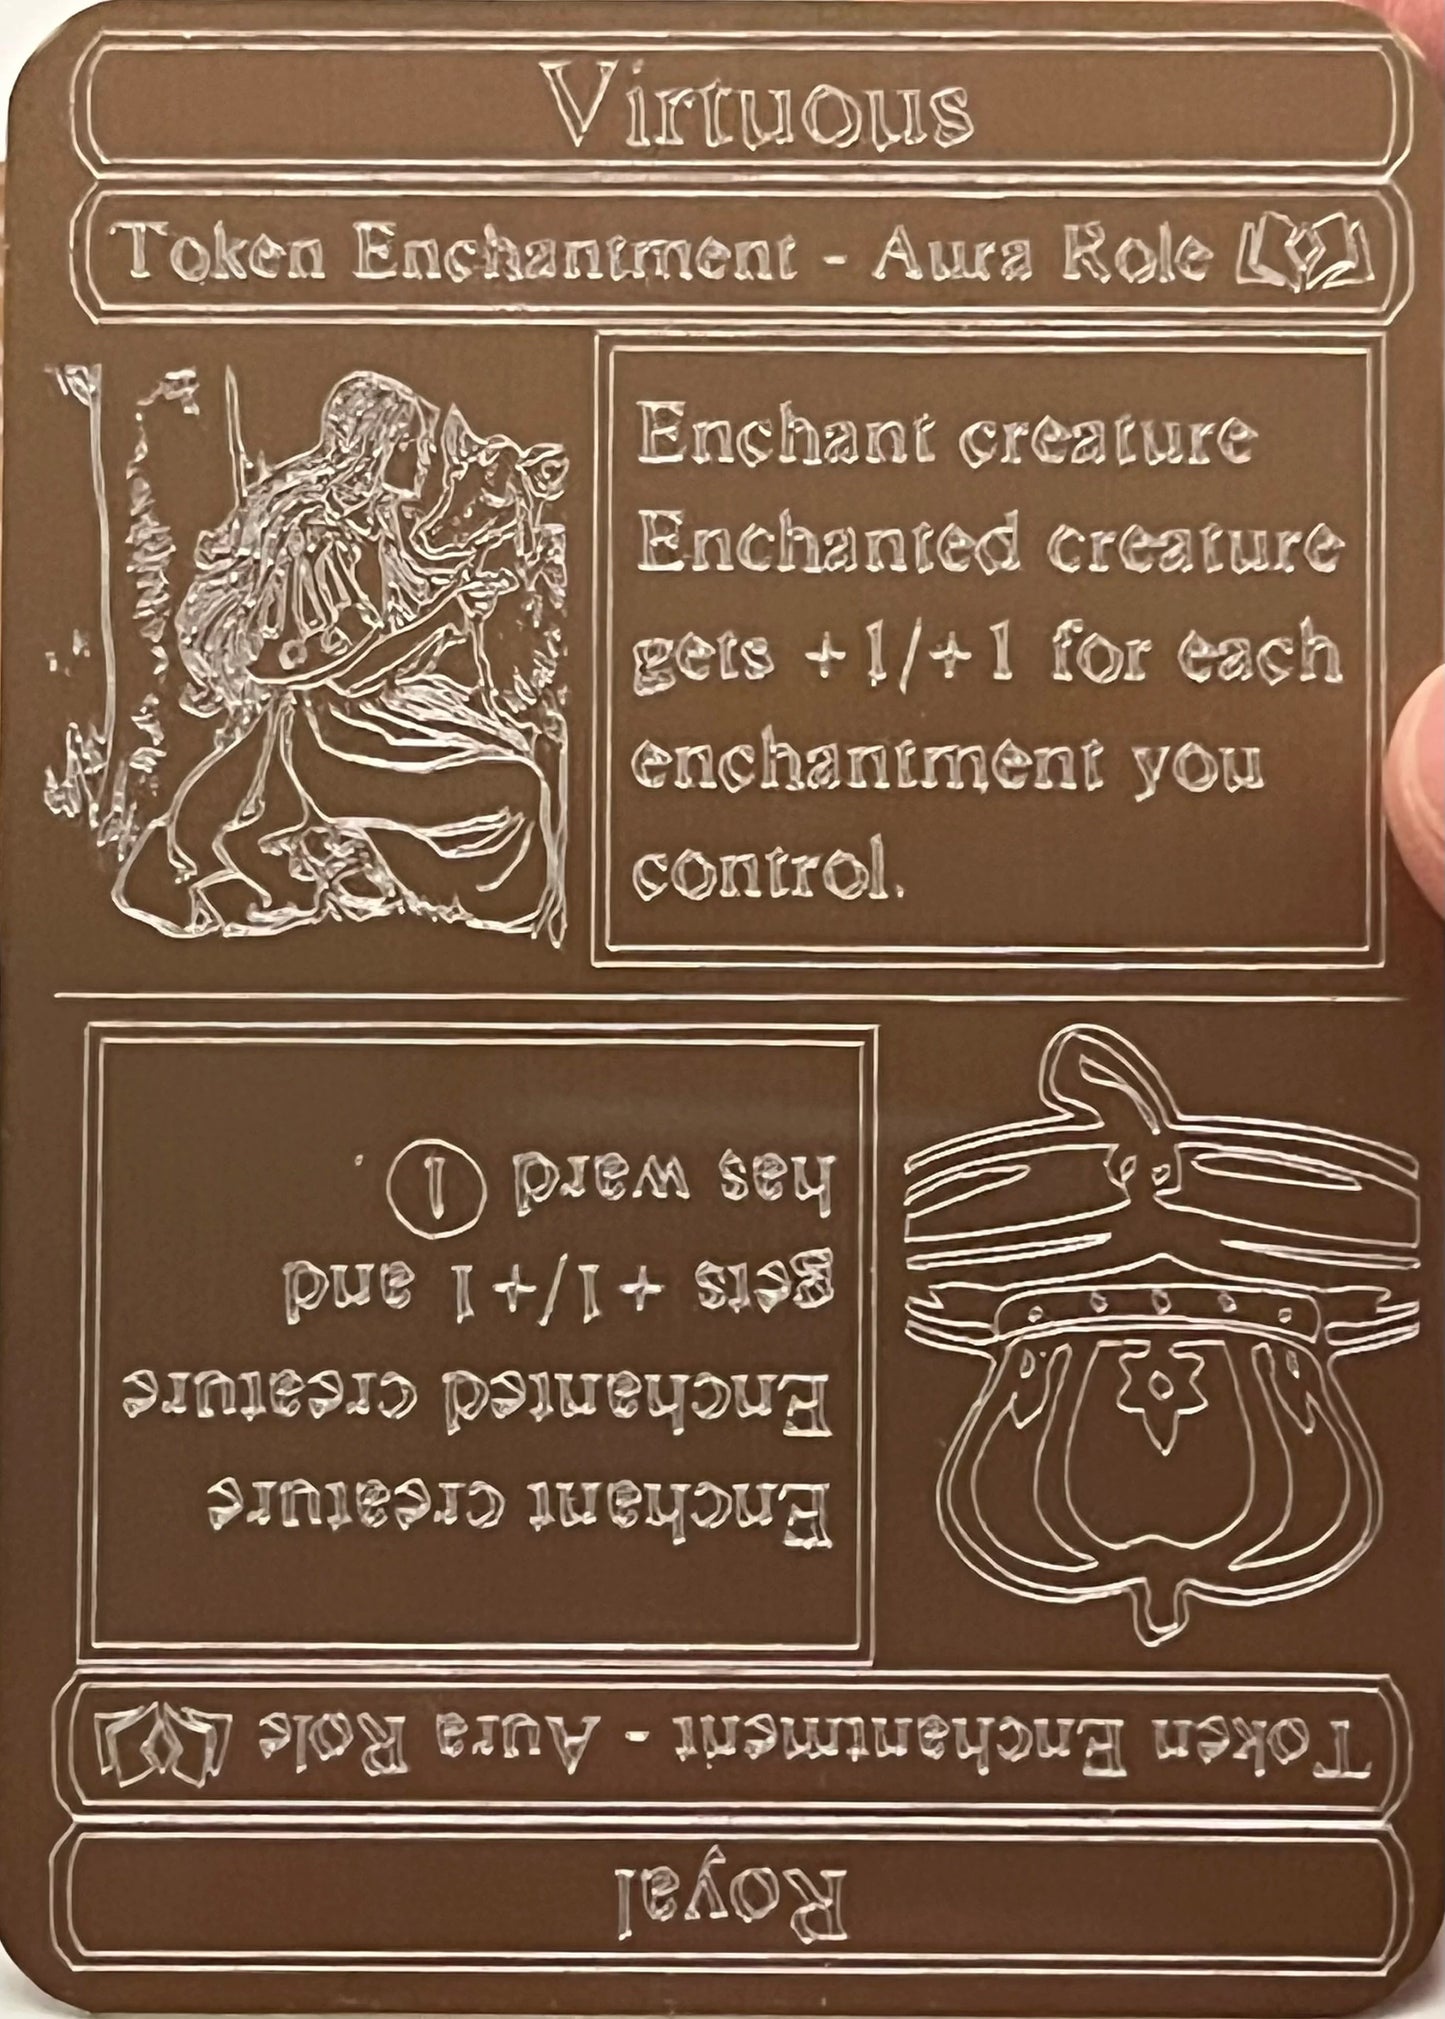 Virtuous
Token Enchantment - Aura Role
Enchant creature
Enchanted creature
gets +1/+1 for each
enchantment you
control.
Royal
Token Enchantment - Aura Role
Enchant creature
Enchanted creature
gets +1/+1 and
has ward 1 .